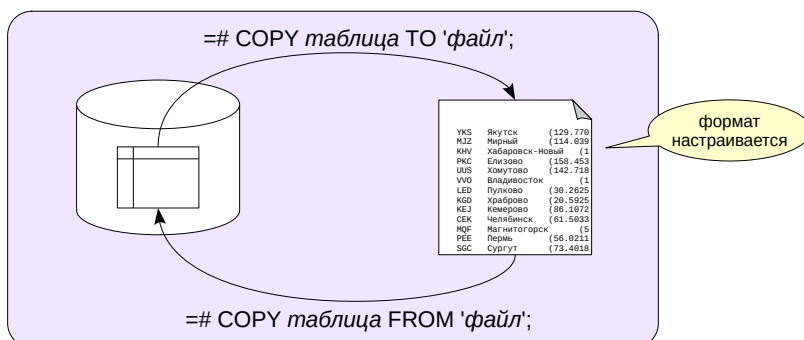 =# COPY таблица TO 'файл';
YKS Якутск (129.770
MJZ Мирный (114.039
KHV Хабаровск-Новый (1
PKC Елизово (158.453
UUS Хомутово (142.718
VVO Владивосток (1
LED Пулково (30.2625
KGD Храброво (20.5925
KEJ Кемерово (86.1072
CEK Челябинск (61.5033
MQF Магнитогорск (5
PEE Пермь (56.0211
SGC Сургут (73.4018
формат
настраивается
=# COPY таблица FROM 'файл';